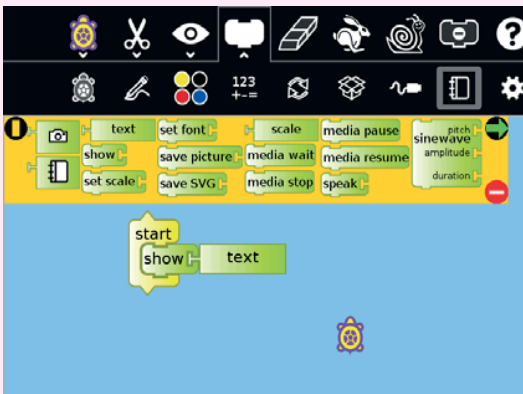 ?
123
+-=
text set font scale media pause pitch
sinewave
show save picture media wait media resume amplitude
set scale save SVG media stop speak duration
start
show text